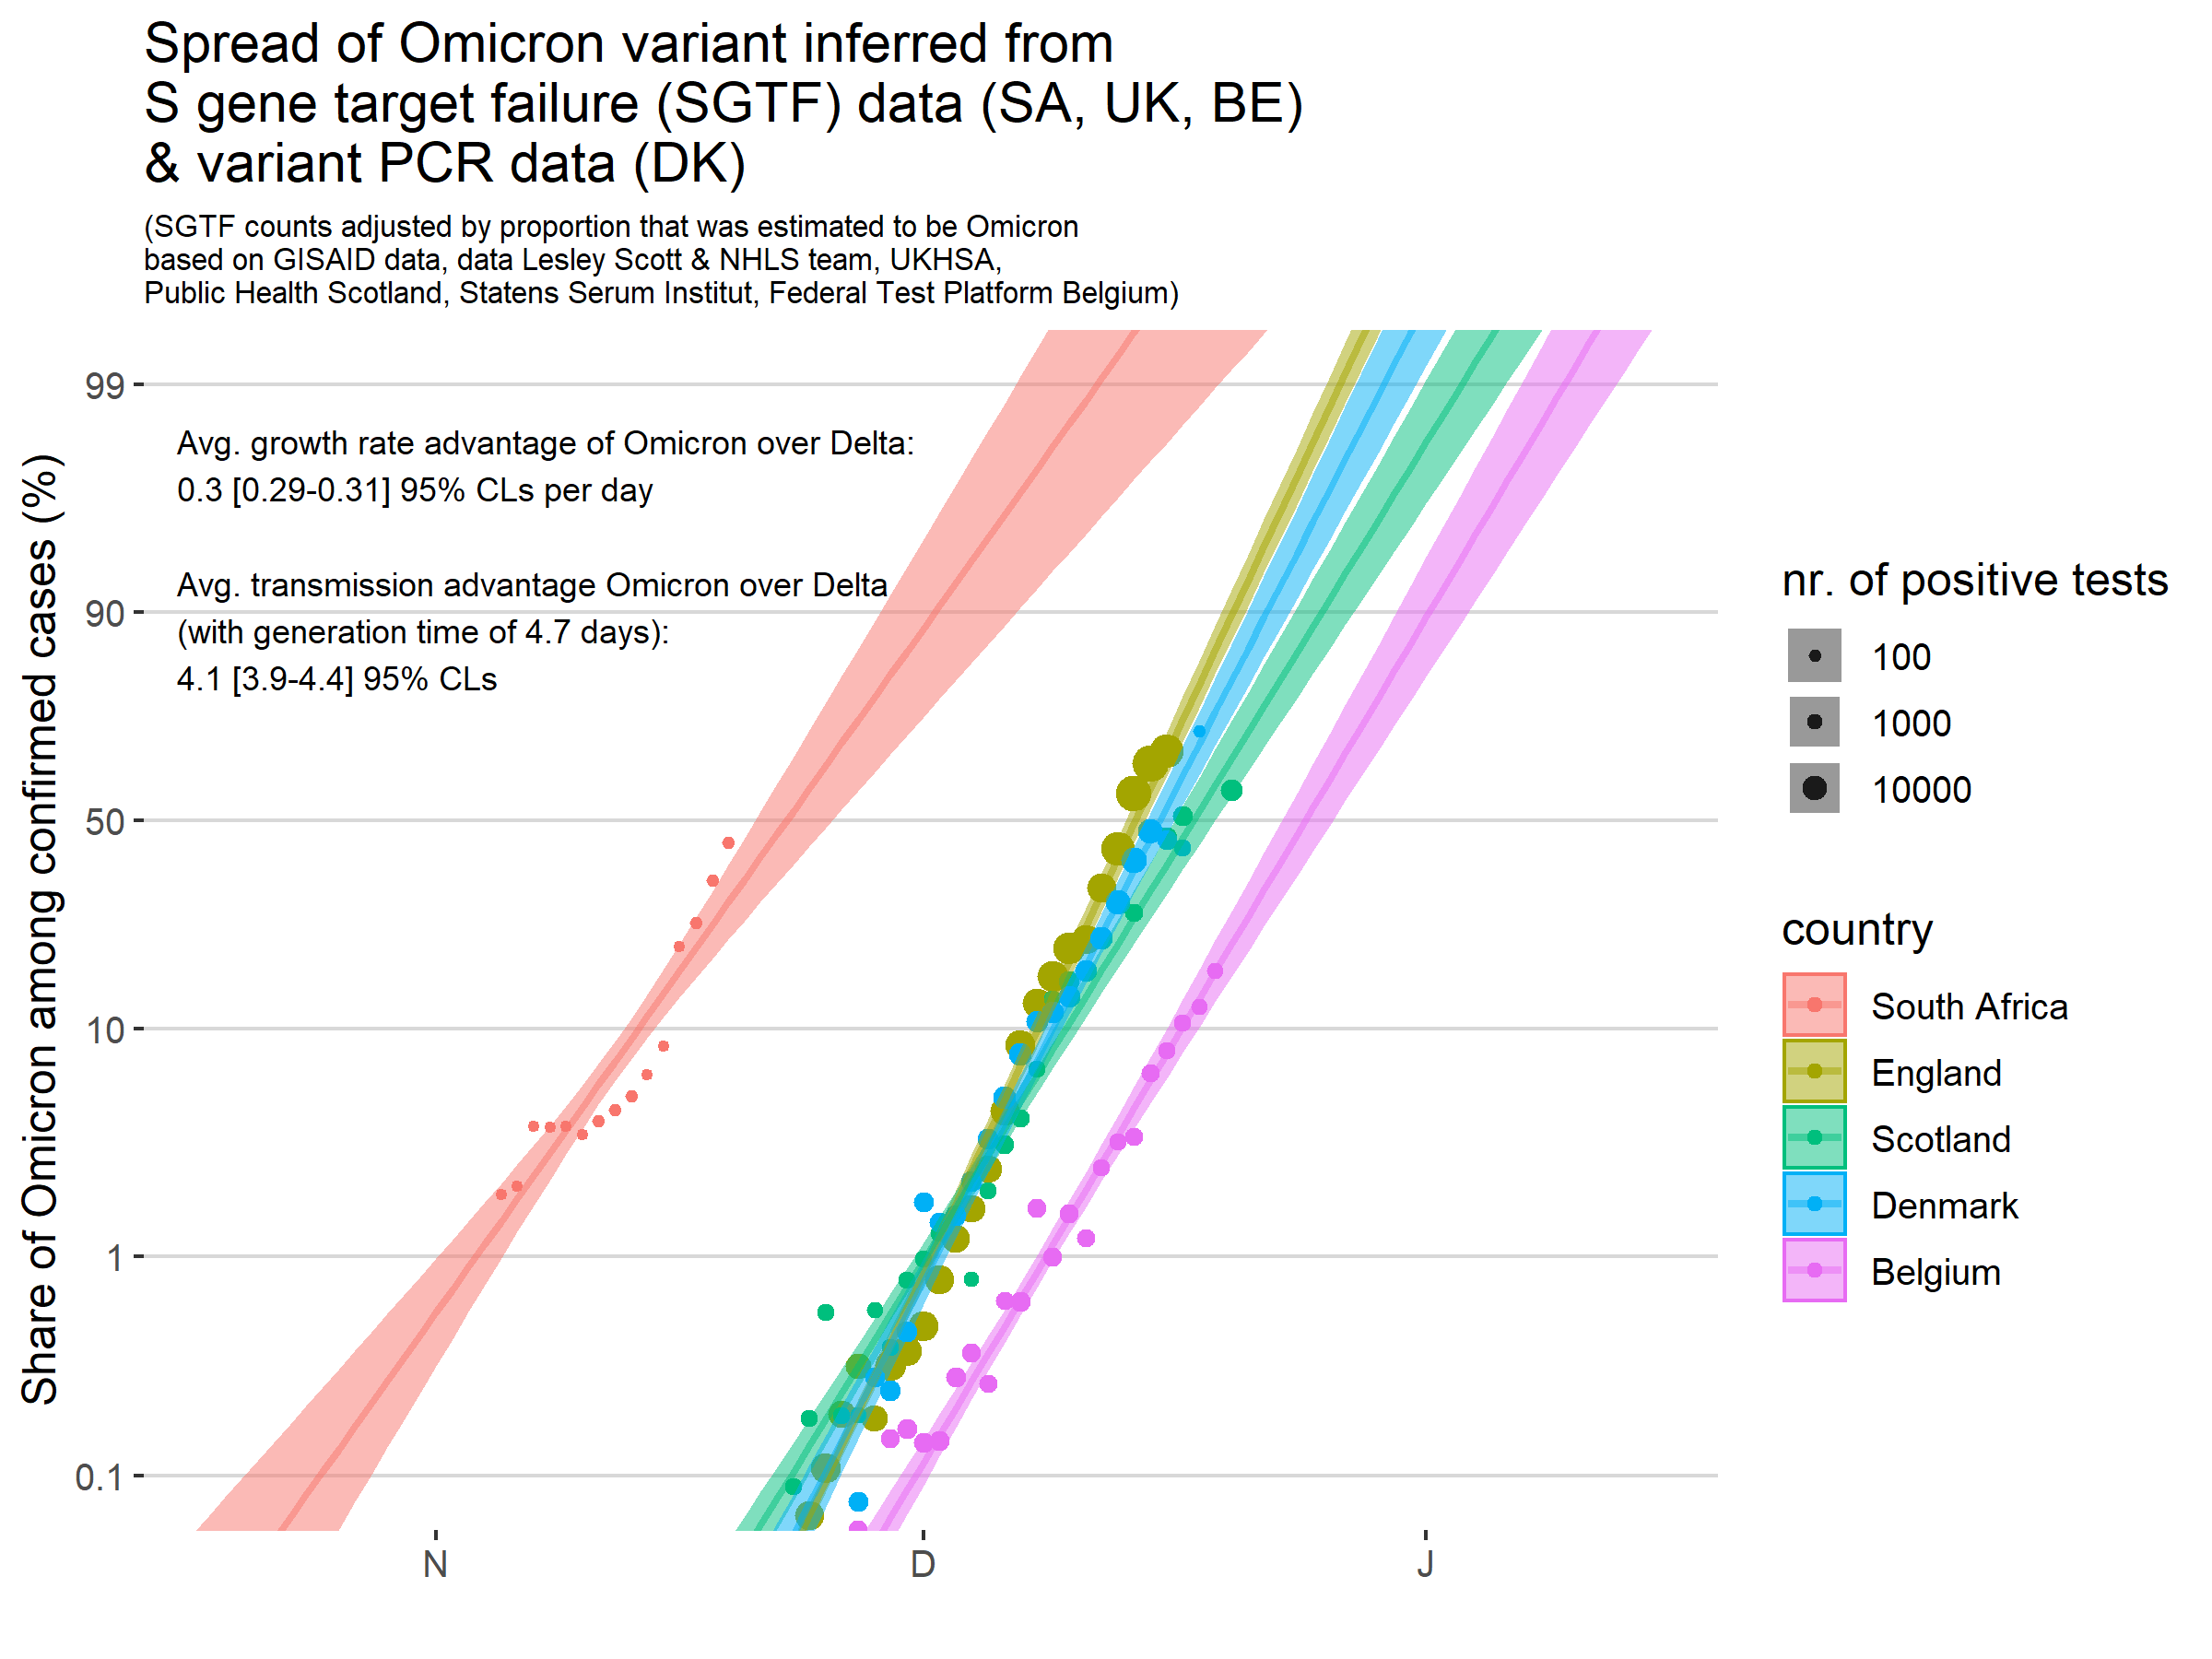 Spread of Omicron variant inferred from
S gene target failure (SGTF) data (SA, UK, BE)
& variant PCR data (DK)
(SGTF counts adjusted by proportion that was estimated to be Omicron
based on GISAID data, data Lesley Scott & NHLS team, UKHSA,
Public Health Scotland, Statens Serum Institut, Federal Test Platform Belgium)
Share of Omicron among confirmed cases (%)
99
90
50
10
1
0.1
Avg. growth rate advantage of Omicron over Delta:
0.3 [0.29-0.31] 95% CLs per day
Avg. transmission advantage Omicron over Delta
(with generation time of 4.7 days):
4.1 [3.9-4.4] 95% CLs
N
D
J
nr. of positive tests
100
1000
10000
country
South Africa
England
Scotland
Denmark
Belgium